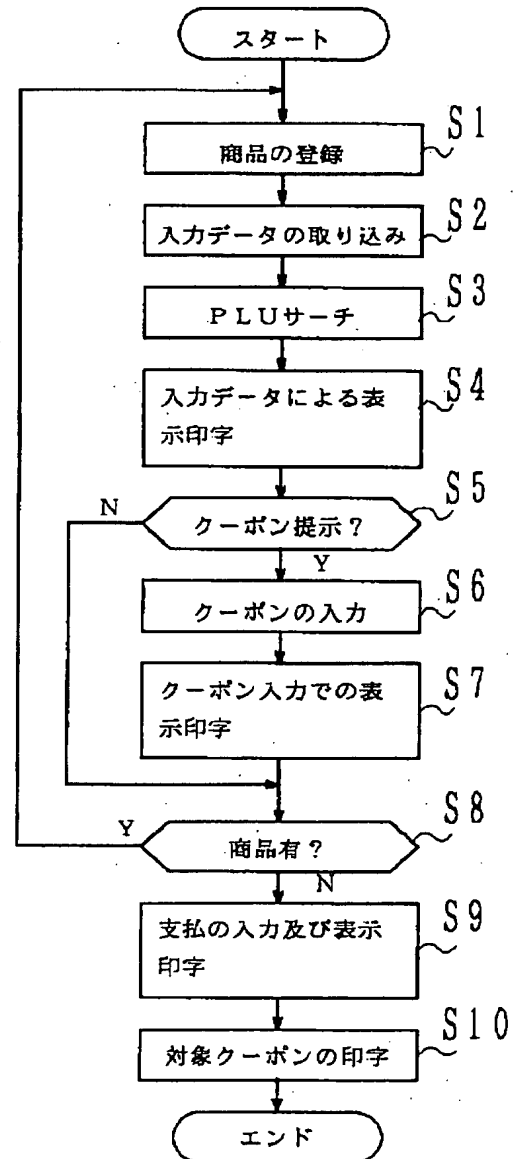 スタート
商品の登録
S1
入力データの取り込み
S2
PLUサーチ
S3
入力データによる表
示印字
S4
クーポン提示?
S5
N
Y
クーポンの入力
S6
クーポン入力での表
示印字
S7
商品有?
S8
Y
N
支払の入力及び表示
印字
S9
対象クーポンの印字
S10
エンド